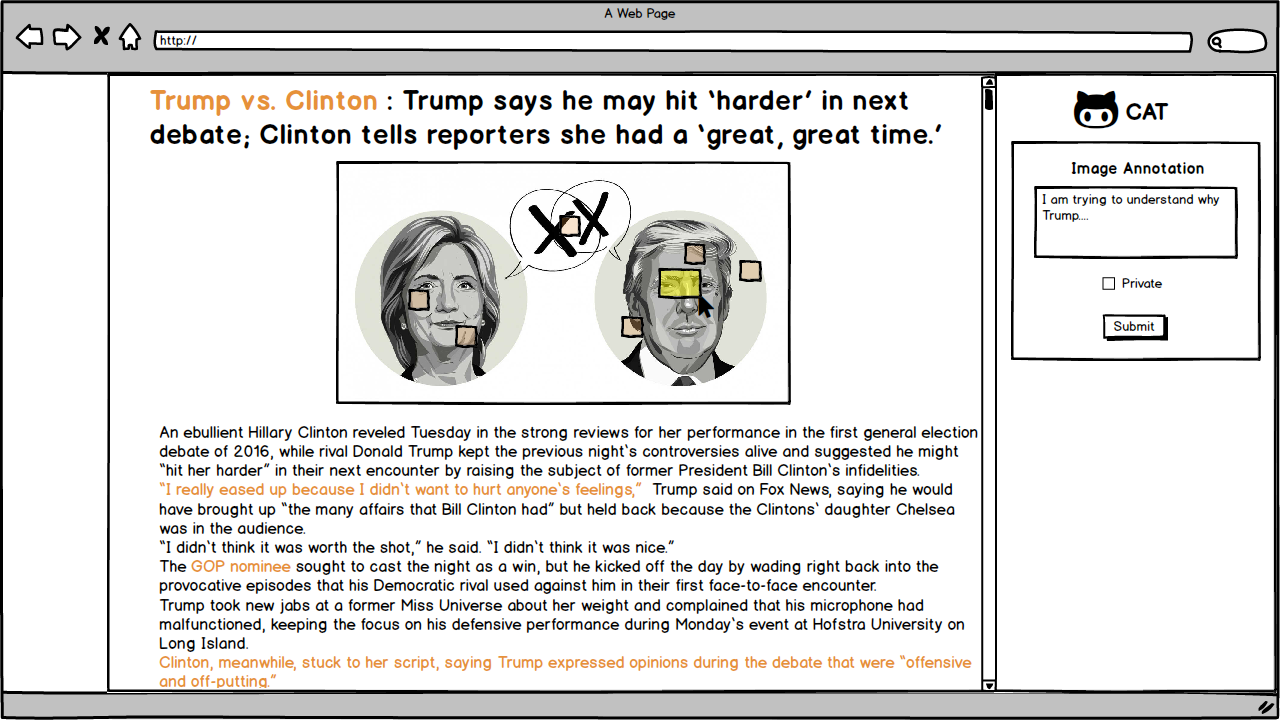 A Web Page
http://
Trump vs. Clinton : Trump says he may hit ‘harder’ in next
debate; Clinton tells reporters she had a ‘great, great time.’
CAT
Image Annotation
I am trying to understand why
Trump....
Private
Submit
An ebullient Hillary Clinton reveled Tuesday in the strong reviews for her performance in the first general election
debate of 2016, while rival Donald Trump kept the previous night‘s controversies alive and suggested he might
“hit her harder” in their next encounter by raising the subject of former President Bill Clinton‘s infidelities.
“I really eased up because I didn‘t want to hurt anyone‘s feelings,” Trump said on Fox News, saying he would
have brought up “the many affairs that Bill Clinton had” but held back because the Clintons‘ daughter Chelsea
was in the audience.
“I didn‘t think it was worth the shot,” he said. “I didn‘t think it was nice.”
The GOP nominee sought to cast the night as a win, but he kicked off the day by wading right back into the
provocative episodes that his Democratic rival used against him in their first face-to-face encounter.
Trump took new jabs at a former Miss Universe about her weight and complained that his microphone had
malfunctioned, keeping the focus on his defensive performance during Monday‘s event at Hofstra University on
Long Island.
Clinton, meanwhile, stuck to her script, saying Trump expressed opinions during the debate that were “offensive
and off-putting.”